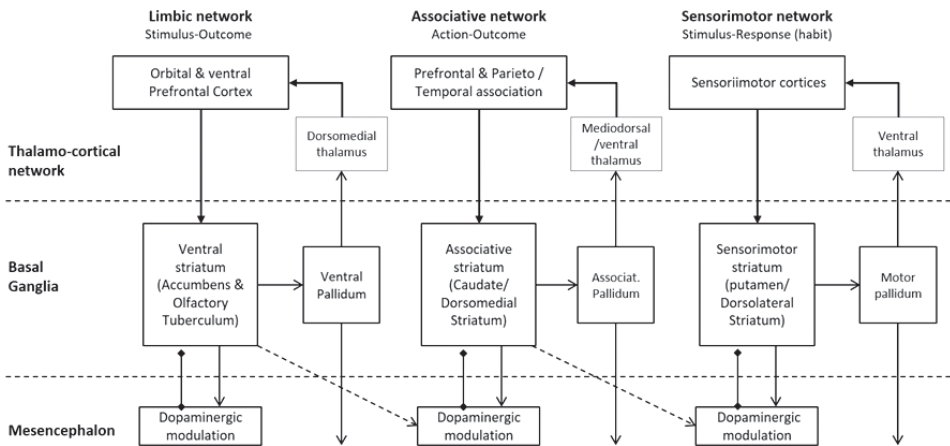 Limbic network
Stimulus-Outcome
Associative network
Action-Outcome
Sensorimotor network
Stimulus-Response (habit)
Orbital & ventral
Prefrontal Cortex
Prefrontal & Parieto /
Temporal association
Sensoriimotor cortices
Thalamo-cortical
network
Dorsomedial
thalamus
Mediodorsal
/ventral
thalamus
Ventral
thalamus
Basal
Ganglia
Ventral
striatum
(Accumbens &
Olfactory
Tuberculum)
Ventral
Pallidum
Associative
striatum
(Caudate/
Dorsomedial
Striatum)
Associat.
Pallidum
Sensorimotor
striatum
(putamen/
Dorsolateral
Striatum)
Motor
pallidum
Mesencephalon
Dopaminergic
modulation
Dopaminergic
modulation
Dopaminergic
modulation